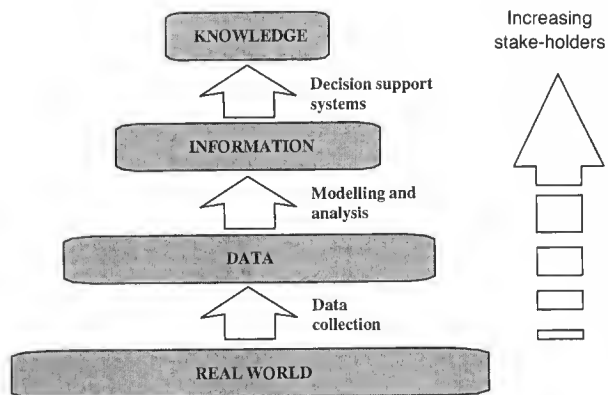 KNOWLEDGE
Increasing
stake-holders
Decision support
systems
INFORMATION
Modelling and
analysis
DATA
Data
collection
REAL WORLD